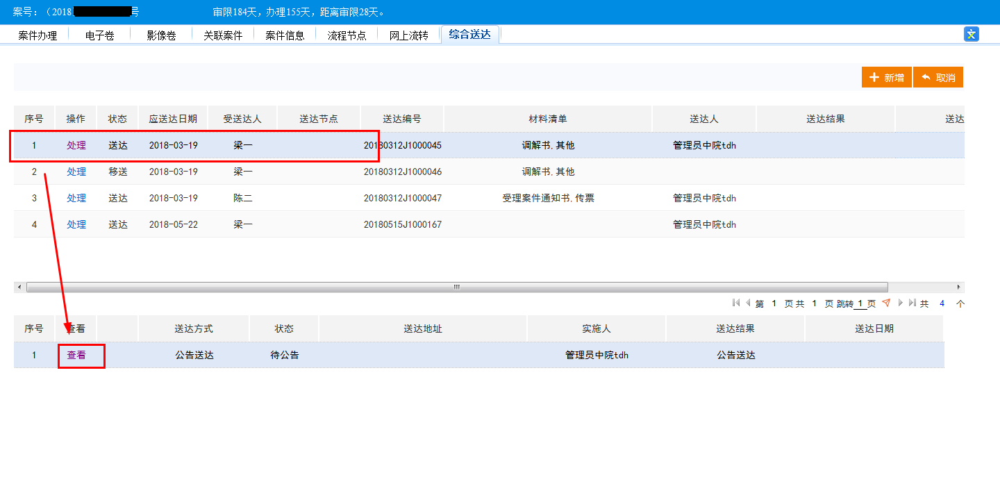 案号：（2018 号 审限184天，办理155天，距离审限28天。
案件办理 电子卷 影像卷 关联案件 案件信息 流程节点 网上流转 综合送达
新增 取消
序号 操作 状态 应送达日期 受送达人 送达节点 送达编号 材料清单 送达人 送达结果 送达
1 处理 送达 2018-03-19 梁一 20180312J1000045 调解书,其他 管理员中院tdh
2 处理 移送 2018-03-19 梁一 20180312J1000046 调解书,其他
3 处理 送达 2018-03-19 陈二 20180312J1000047 受理案件通知书,传票 管理员中院tdh
4 处理 送达 2018-05-22 梁一 20180515J1000167 管理员中院tdh
第 1 页共 1 页 跳转 1 页 共 4 个
序号 查看 送达方式 状态 送达地址 实施人 送达结果 送达日期
1 查看 公告送达 待公告 管理员中院tdh 公告送达